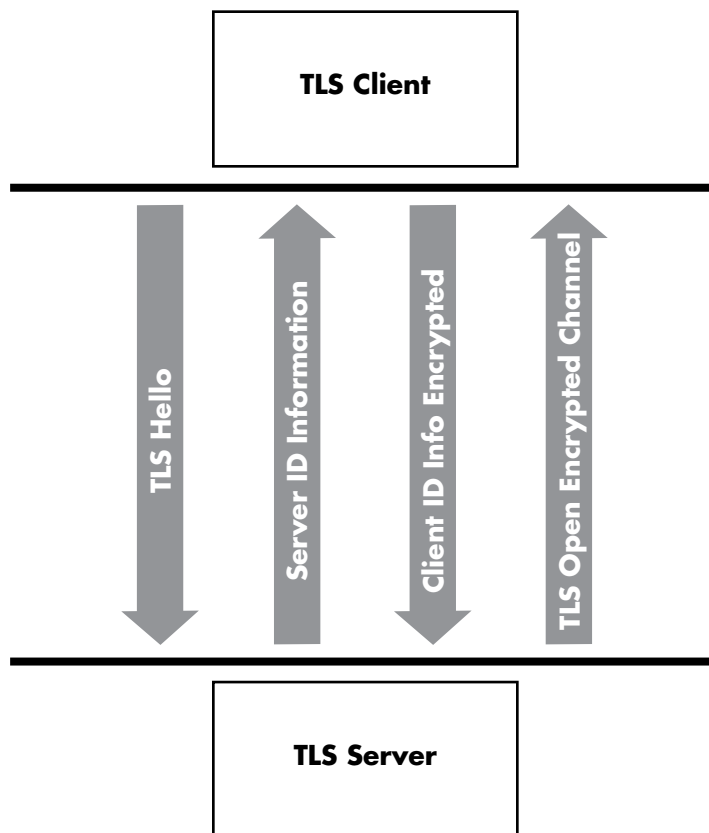 TLS Client
TLS Hello
Server ID Information
Client ID Info Encrypted
TLS Open Encrypted Channel
TLS Server